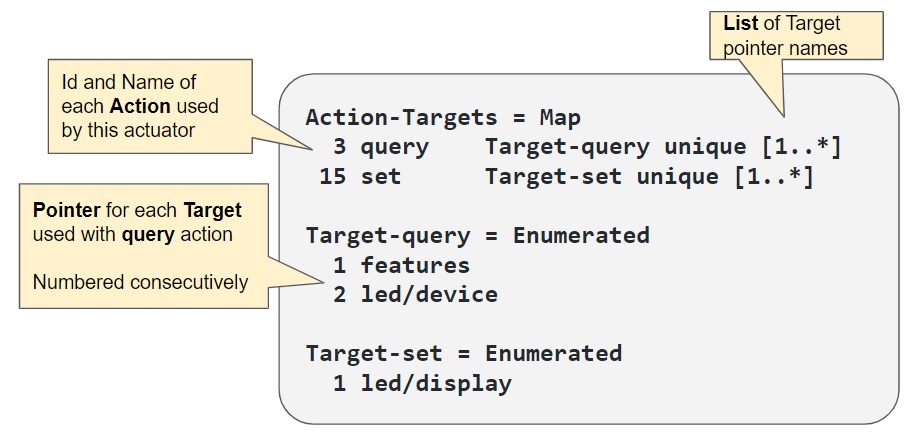 List of Target
pointer names
Id and Name of
each Action used
by this actuator
Action-Targets = Map
3 query    Target-query unique [1..*]
15 set      Target-set unique [1..*]
Pointer for each Target
used with query action
Numbered consecutively
Target-query = Enumerated
1 features
2 led/device
Target-set = Enumerated
1 led/display